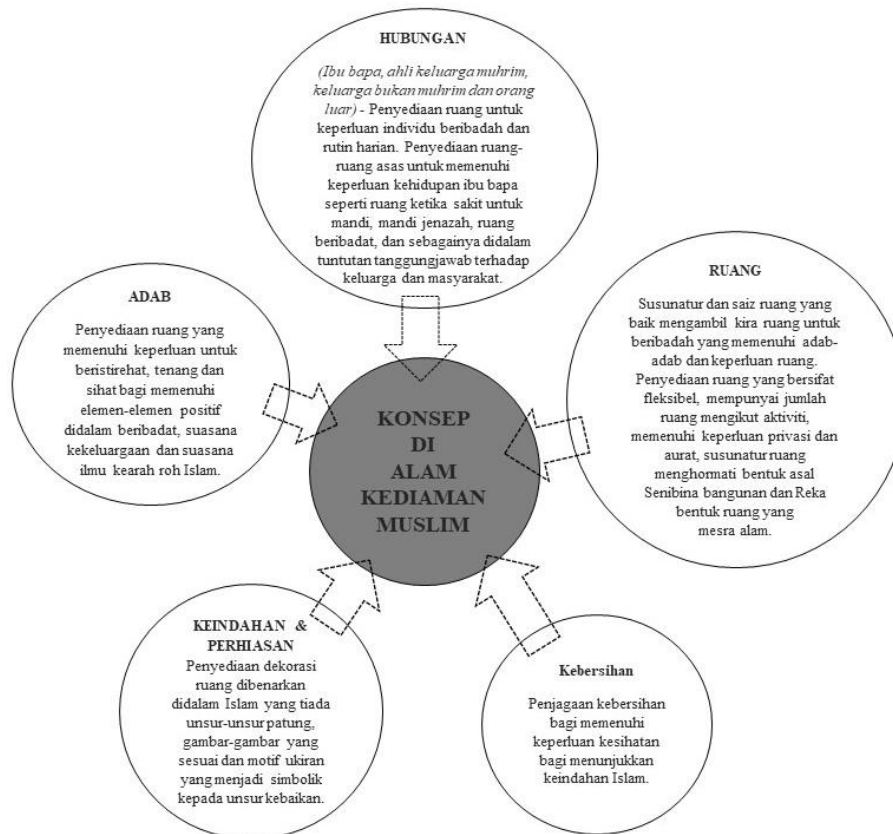 HUBUNGAN
(Ibu bapa, ahli keluarga muhrim,
keluarga bukan muhrim dan orang
luar) - Penyediaan ruang untuk
keperluan individu beribadah dan
rutin harian. Penyediaan ruang-
ruang asas untuk memenuhi
keperluan kehidupan ibu bapa
seperti ruang ketika sakit untuk
mandi, mandi jenazah, ruang
beribadat, dan sebagainya didalam
tuntutan tanggungjawab terhadap
keluarga dan masyarakat.
ADAB
Penyediaan ruang yang
memenuhi keperluan untuk
beristirehat, tenang dan
sihat bagi memenuhi
elemen-elemen positif
didalam beribadat, suasana
kekeluargaan dan suasana
ilmu kearah roh Islam.
RUANG
Susunatur dan saiz ruang yang
baik mengambil kira ruang untuk
beribadah yang memenuhi adab-
adab dan keperluan ruang.
Penyediaan ruang yang bersifat
fleksibel, mempunyai jumlah
ruang mengikut aktiviti,
memenuhi keperluan privasi dan
aurat, susunatur ruang
menghormati bentuk asal
Senibina bangunan dan Reka
bentuk ruang yang
mesra alam.
KONSEP
DI
ALAM
KEDIAMAN
MUSLIM
KEINDAHAN &
PERHIASAN
Penyediaan dekorasi
ruang dibenarkan
didalam Islam yang tiada
unsur-unsur patung,
gambar-gambar yang
sesuai dan motif ukiran
yang menjadi simbolik
kepada unsur kebaikan.
Kebersihan
Penjagaan kebersihan
bagi memenuhi
keperluan kesihatan
bagi menunjukkan
keindahan Islam.